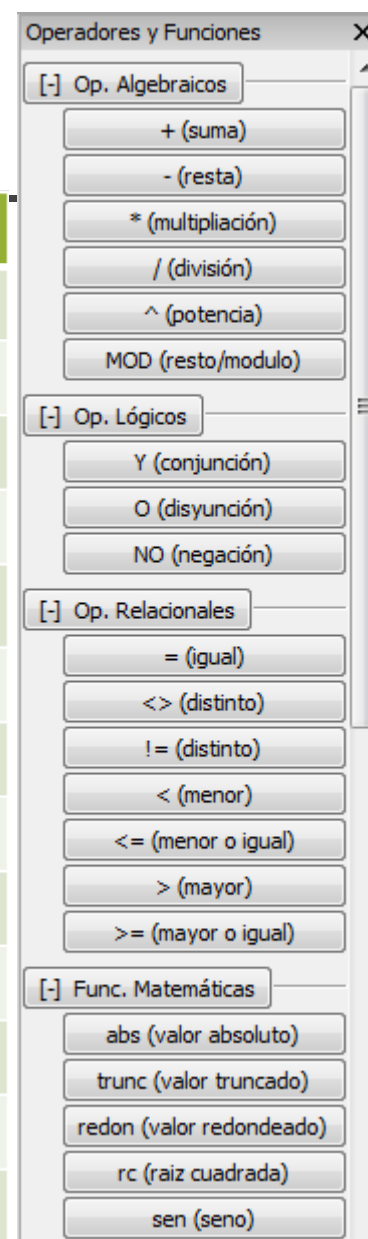 Operadores y Funciones
[-] Op. Algebraicos
+ (suma)
- (resta)
* (multipliación)
/ (división)
^ (potencia)
MOD (resto/modulo)
[-] Op. Lógicos
Y (conjunción)
O (disyunción)
NO (negación)
[-] Op. Relacionales
= (igual)
<> (distinto)
!= (distinto)
< (menor)
<= (menor o igual)
> (mayor)
>= (mayor o igual)
[-] Func. Matemáticas
abs (valor absoluto)
trunc (valor truncado)
redon (valor redondeado)
rc (raiz cuadrada)
sen (seno)